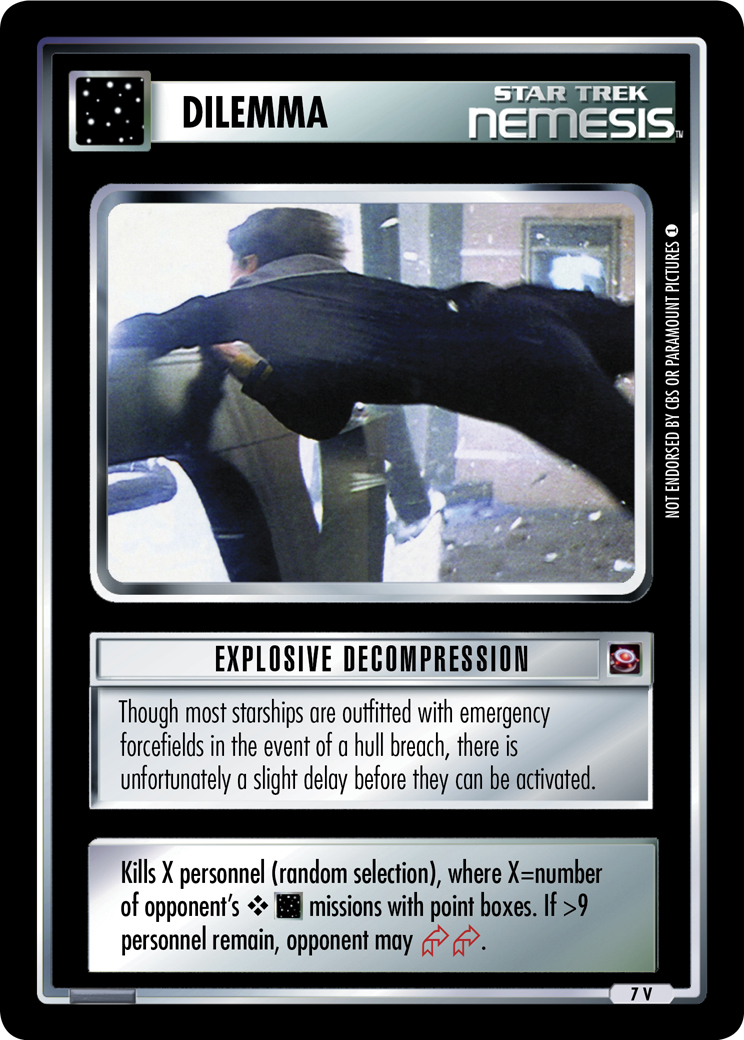 DILEMMA
STAR TREK
NEMESIS™
NOT ENDORSED BY CBS OR PARAMOUNT PICTURES 1
EXPLOSIVE DECOMPRESSION
Though most starships are outfitted with emergency
forcefields in the event of a hull breach, there is
unfortunately a slight delay before they can be activated.
Kills X personnel (random selection), where X=number
of opponent's ❖ missions with point boxes. If >9
personnel remain, opponent may .
7 V